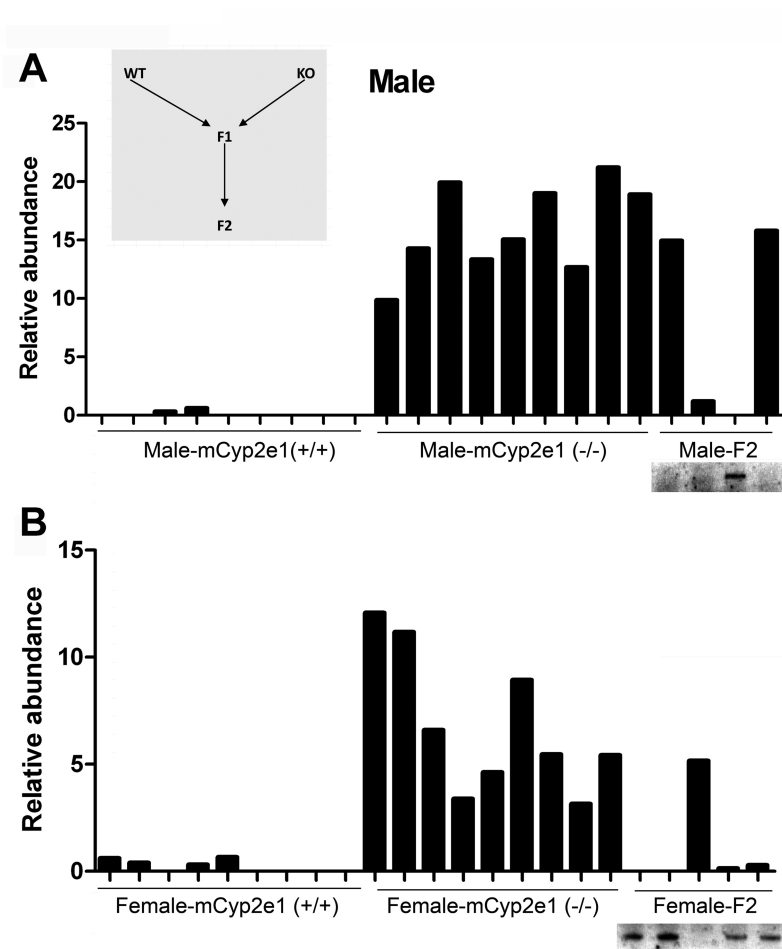 A
Male
WT KO
F1
F2
Relative abundance
25
20
15
10
5
0
Male-mCyp2e1(+/+) Male-mCyp2e1 (-/-) Male-F2
B
Relative abundance
15
10
5
0
Female-mCyp2e1 (+/+) Female-mCyp2e1 (-/-) Female-F2